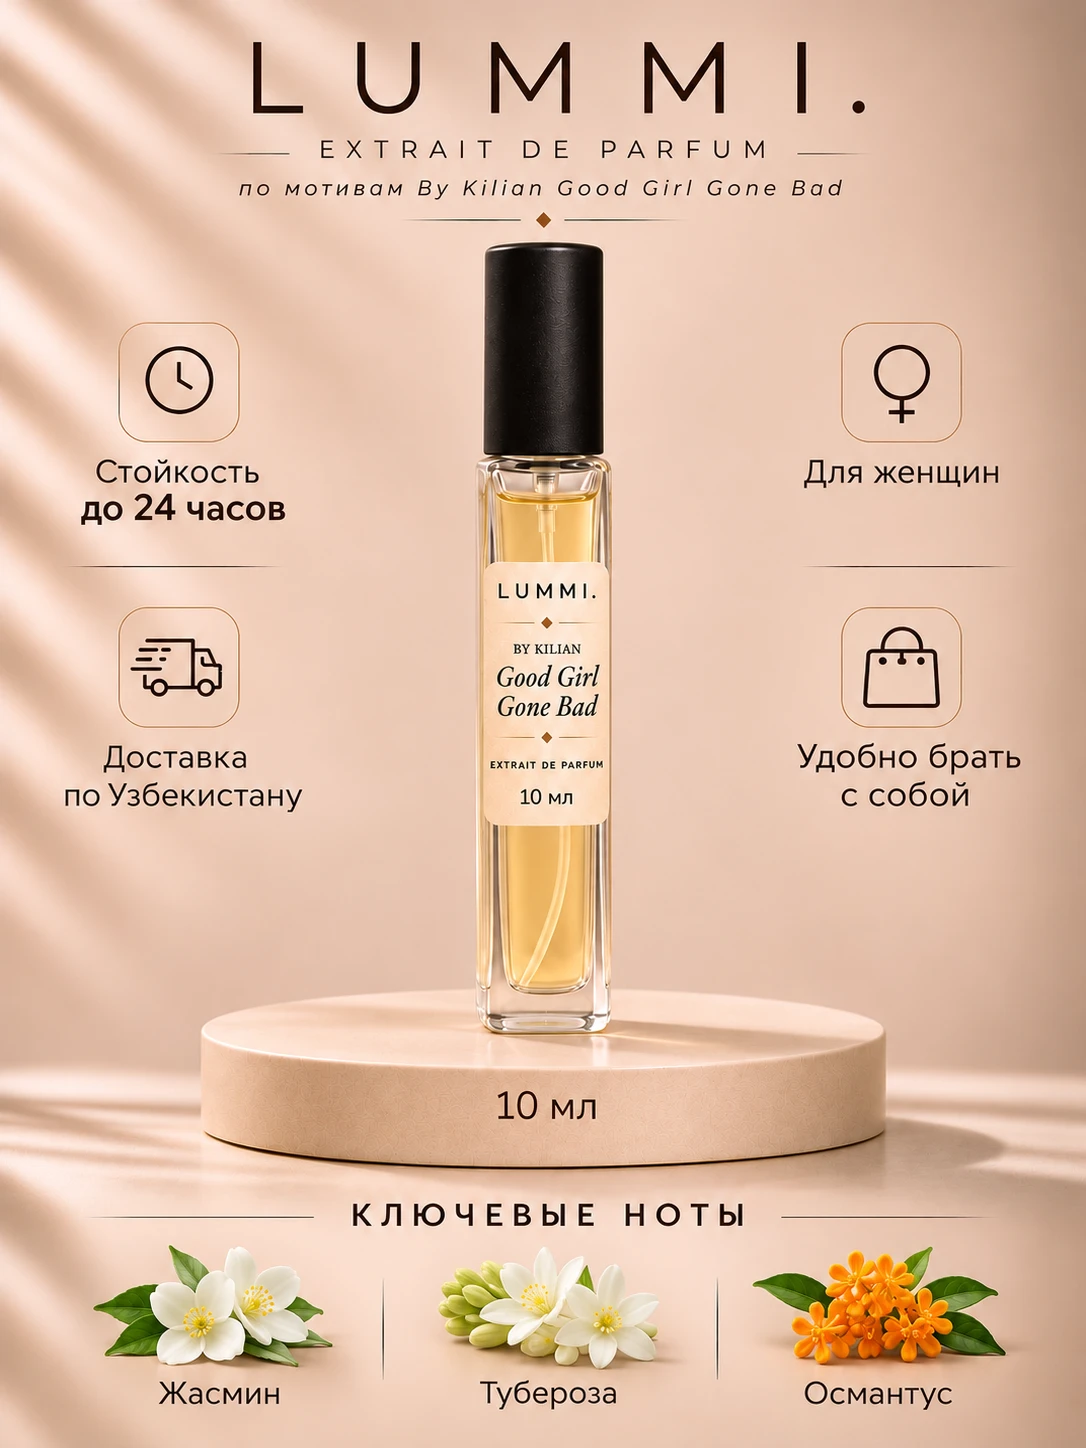 LUMMI.
EXTRAIT DE PARFUM
по мотивам By Kilian Good Girl Gone Bad
Стойкость
до 24 часов
Для женщин
Доставка
по Узбекистану
Удобно брать
с собой
LUMMI.
BY KILIAN
Good Girl
Gone Bad
EXTRAIT DE PARFUM
10 мл
10 мл
КЛЮЧЕВЫЕ НОТЫ
Жасмин
Тубероза
Османтус